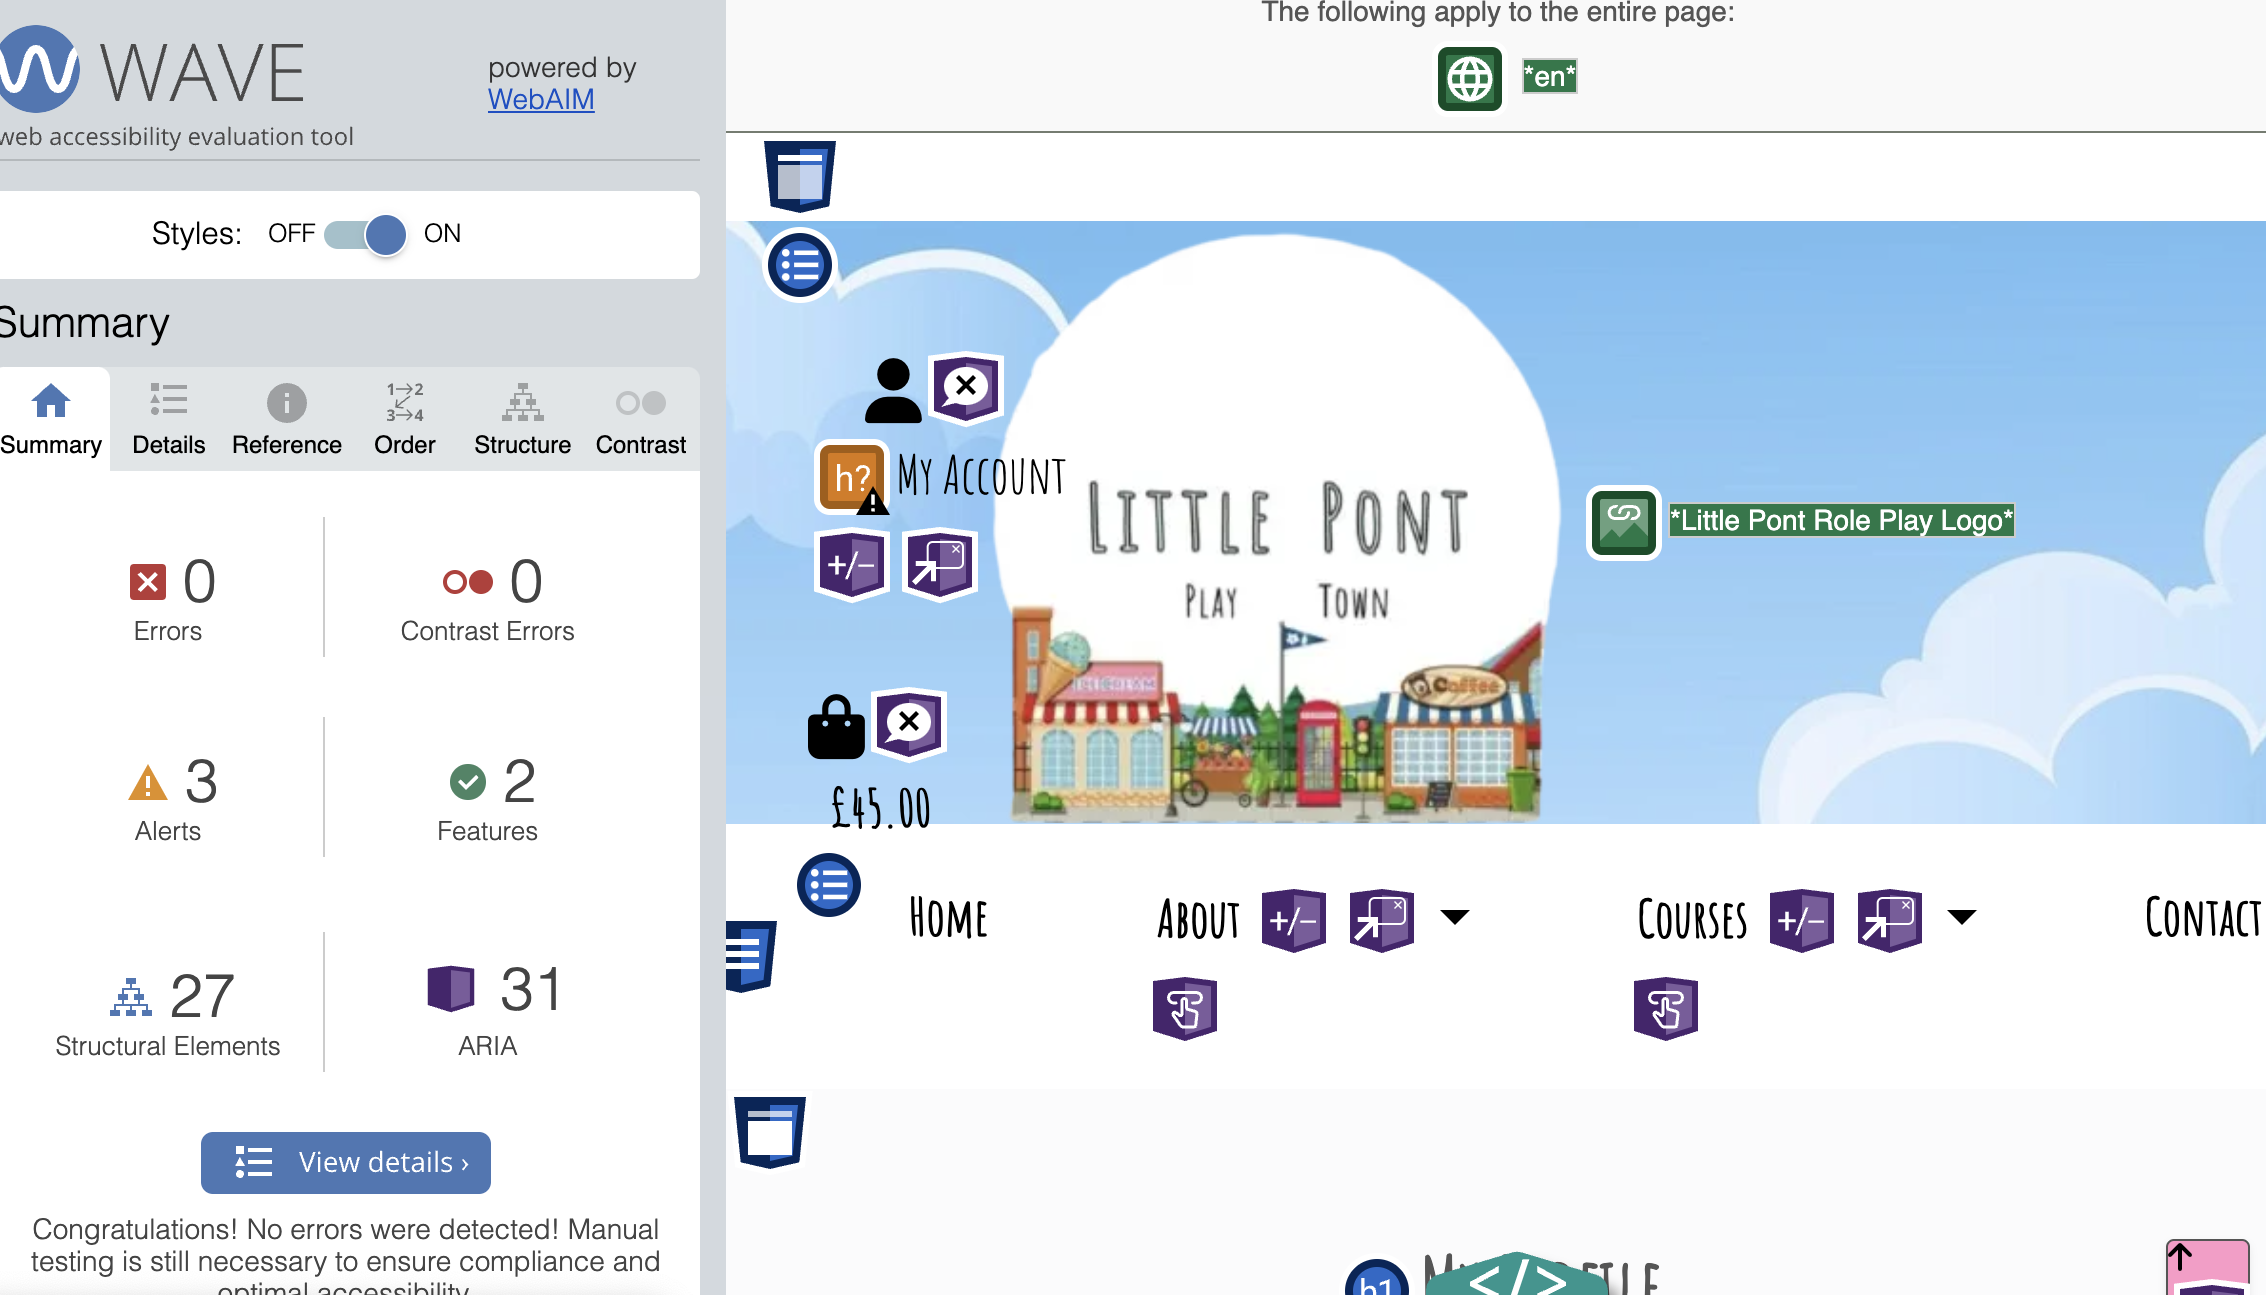 WAVE
powered by
WebAIM
web accessibility evaluation tool
Styles: OFF ON
Summary
Summary Details Reference Order Structure Contrast
0 Errors
0 Contrast Errors
3 Alerts
2 Features
27 Structural Elements
31 ARIA
View details ›
Congratulations! No errors were detected! Manual
testing is still necessary to ensure compliance and
optimal accessibility
The following apply to the entire page:
*en*
h? My Account
+/-
Little Pont
Play Town
Coffee
*Little Pont Role Play Logo*
£45.00
Home About +/- Courses +/- Contact
h1
</>